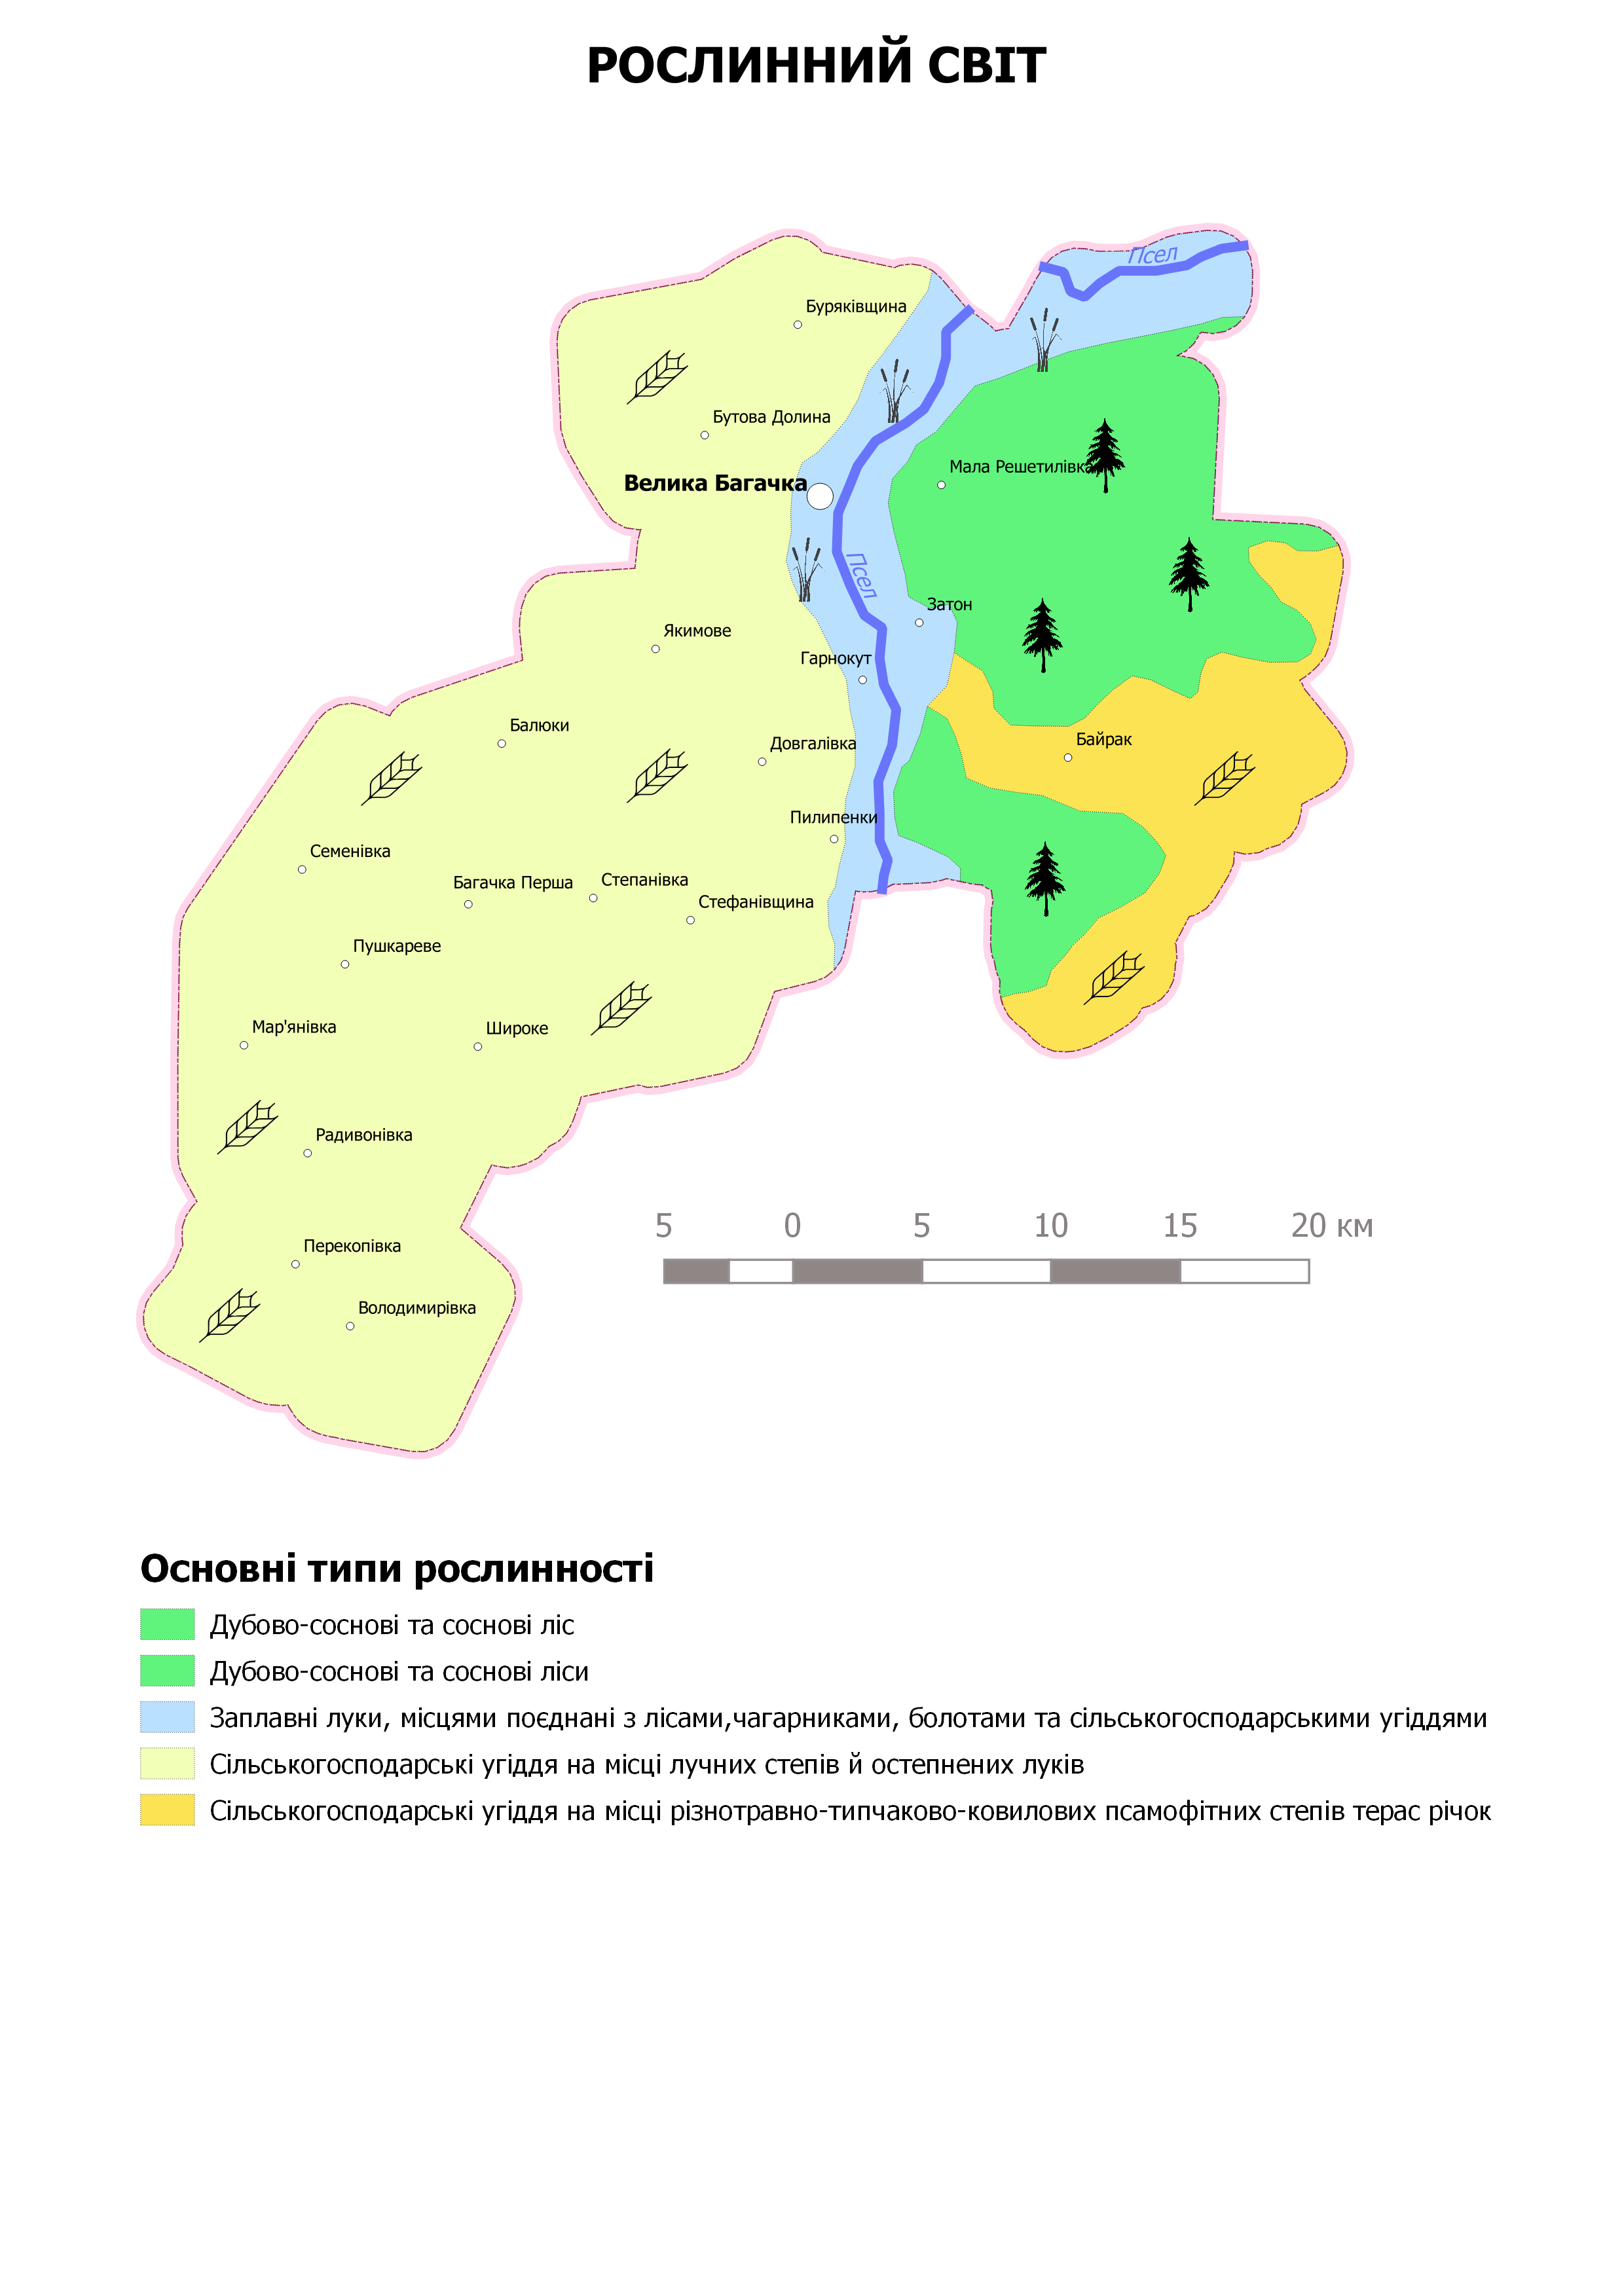 РОСЛИННИЙ СВІТ
Псел
Буряківщина
Бутова Долина
Мала Решетилівка
Велика Багачка
Псел
Затон
Якимове
Гарнокут
Балюки
Довгалівка
Байрак
Пилипенки
Семенівка
Багачка Перша
Степанівка
Стефанівщина
Пушкареве
Мар'янівка
Широке
Радивонівка
5 0 5 10 15 20 км
Перекопівка
Володимирівка
Основні типи рослинності
Дубово-соснові та соснові ліс
Дубово-соснові та соснові ліси
Заплавні луки, місцями поєднані з лісами,чагарниками, болотами та сільськогосподарськими угіддями
Сільськогосподарські угіддя на місці лучних степів й остепнених луків
Сільськогосподарські угіддя на місці різнотравно-типчаково-ковилових псамофітних степів терас річок